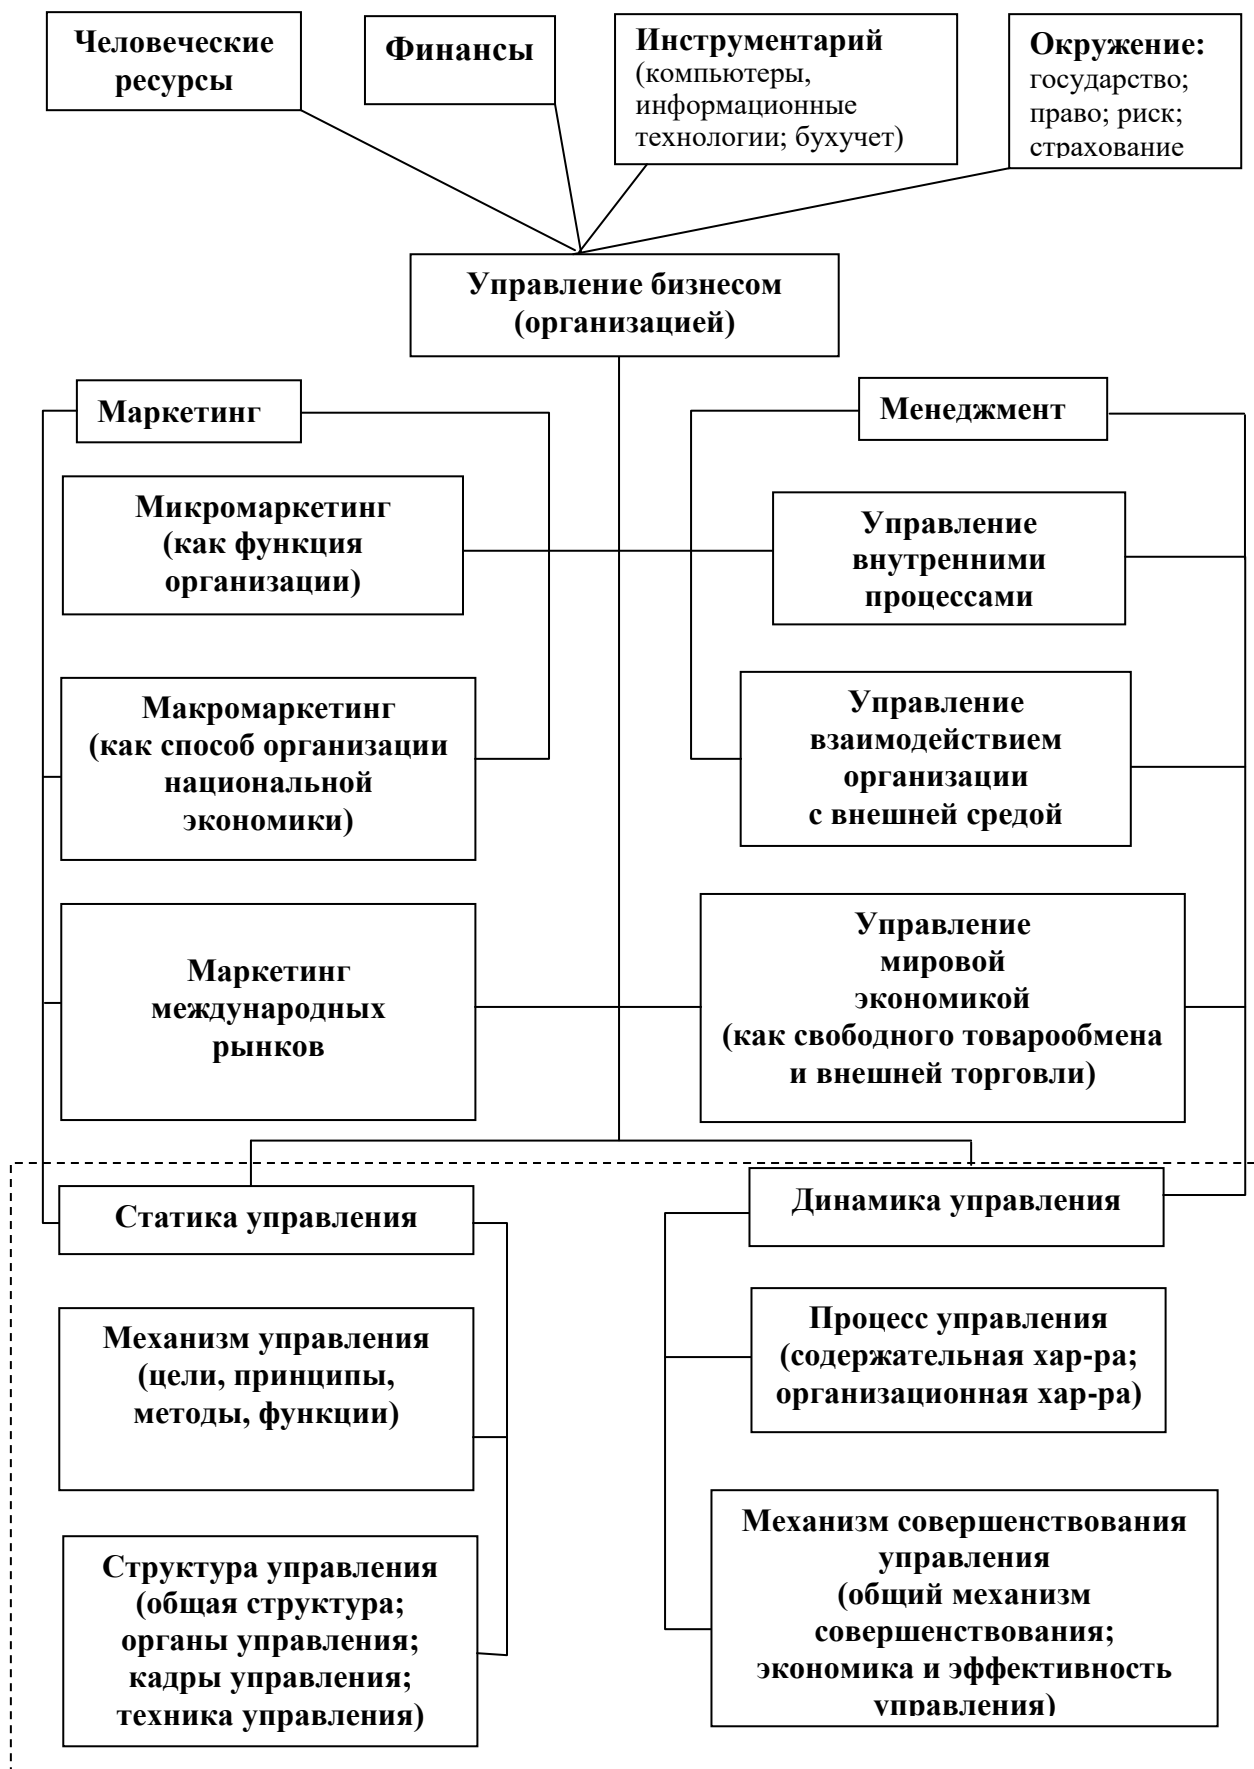 Человеческие
ресурсы
Финансы
Инструментарий
(компьютеры,
информационные
технологии; бухучет)
Окружение:
государство;
право; риск;
страхование
Управление бизнесом
(организацией)
Маркетинг
Менеджмент
Микромаркетинг
(как функция
организации)
Управление
внутренними
процессами
Макромаркетинг
(как способ организации
национальной
экономики)
Управление
взаимодействием
организации
с внешней средой
Маркетинг
международных
рынков
Управление
мировой
экономикой
(как свободного товарообмена
и внешней торговли)
Статика управления
Динамика управления
Механизм управления
(цели, принципы,
методы, функции)
Процесс управления
(содержательная хар-ра;
организационная хар-ра)
Структура управления
(общая структура;
органы управления;
кадры управления;
техника управления)
Механизм совершенствования
управления
(общий механизм
совершенствования;
экономика и эффективность
управления)